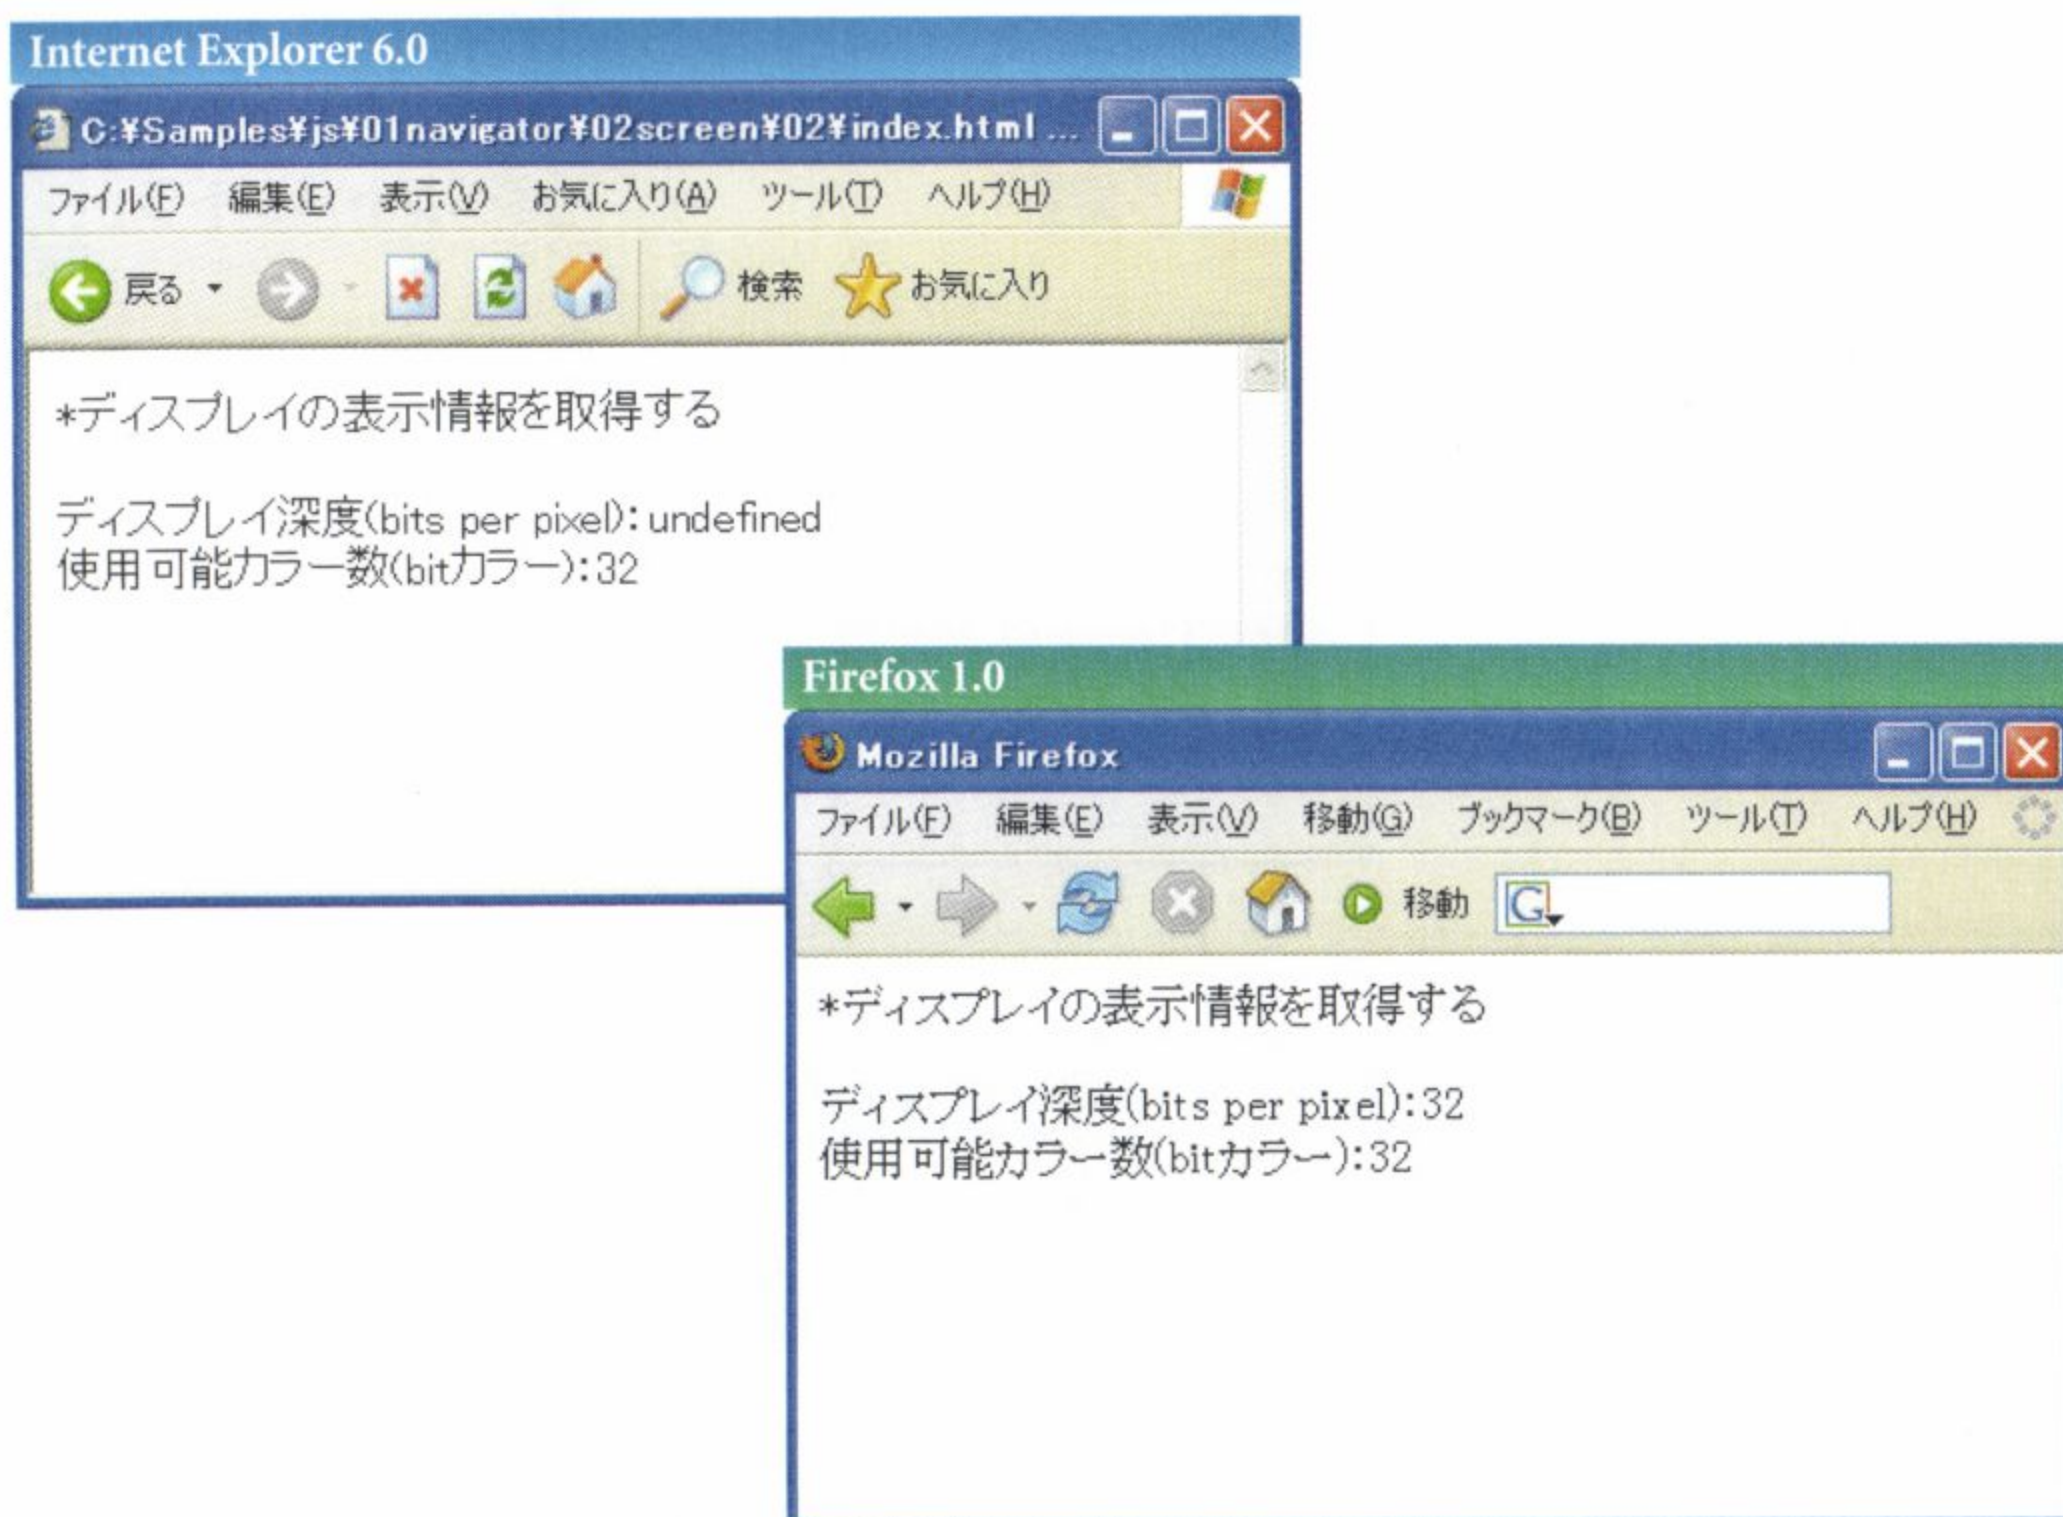 Internet Explorer 6.0
C:¥Samples¥js¥01navigator¥02screen¥02¥index.html ...
ファイル(F) 編集(E) 表示(V) お気に入り(A) ツール(T) ヘルプ(H)
戻る 検索 お気に入り
*ディスプレイの表示情報を取得する
ディスプレイ深度(bits per pixel):undefined
使用可能カラー数(bitカラー):32
Firefox 1.0
Mozilla Firefox
ファイル(F) 編集(E) 表示(V) 移動(G) ブックマーク(B) ツール(T) ヘルプ(H)
移動 G
*ディスプレイの表示情報を取得する
ディスプレイ深度(bits per pixel):32
使用可能カラー数(bitカラー):32